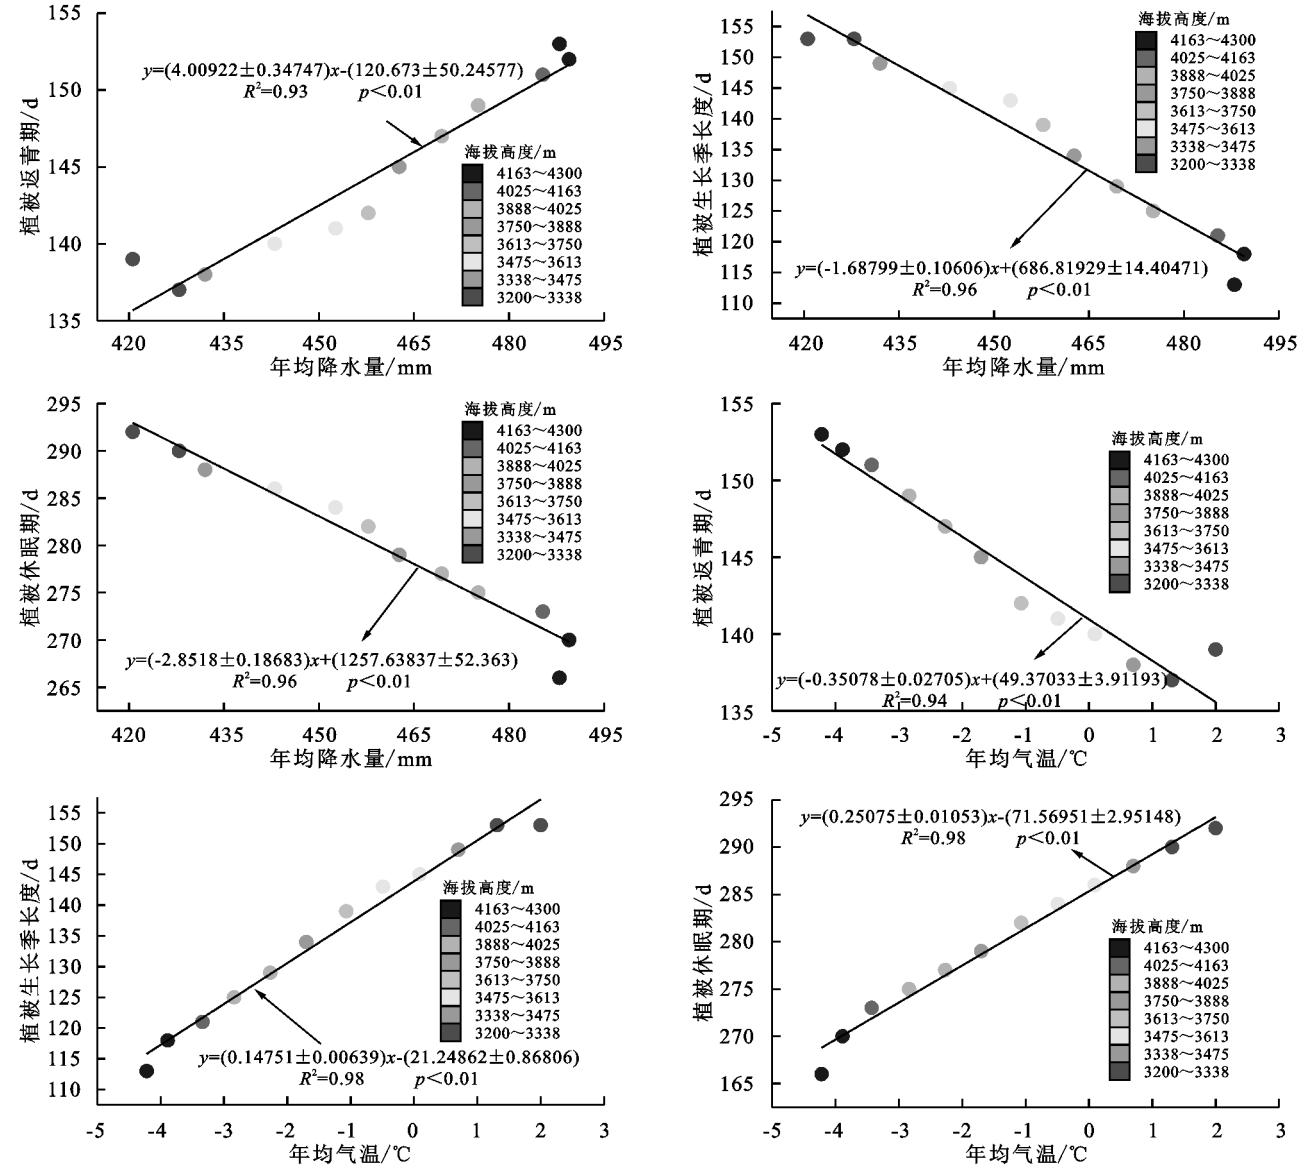 植被返青期/d
155
150
145
140
135
y=(4.00922±0.34747)x-(120.673±50.24577)
R²=0.93 p<0.01
海拔高度/m
4163~4300
4025~4163
3888~4025
3750~3888
3613~3750
3475~3613
3338~3475
3200~3338
420 435 450 465 480 495
年均降水量/mm
植被生长季长度/d
155
150
145
140
135
130
125
120
115
110
海拔高度/m
4163~4300
4025~4163
3888~4025
3750~3888
3613~3750
3475~3613
3338~3475
3200~3338
y=(-1.68799±0.10606)x+(686.81929±14.40471)
R²=0.96 p<0.01
420 435 450 465 480 495
年均降水量/mm
植被休眠期/d
295
290
285
280
275
270
265
海拔高度/m
4163~4300
4025~4163
3888~4025
3750~3888
3613~3750
3475~3613
3338~3475
3200~3338
y=(-2.8518±0.18683)x+(1257.63837±52.363)
R²=0.96 p<0.01
420 435 450 465 480 495
年均降水量/mm
植被返青期/d
155
150
145
140
135
海拔高度/m
4163~4300
4025~4163
3888~4025
3750~3888
3613~3750
3475~3613
3338~3475
3200~3338
y=(-0.35078±0.02705)x+(49.37033±3.91193)
R²=0.94 p<0.01
-5 -4 -3 -2 -1 0 1 2 3
年均气温/℃
植被生长季长度/d
155
150
145
140
135
130
125
120
115
110
海拔高度/m
4163~4300
4025~4163
3888~4025
3750~3888
3613~3750
3475~3613
3338~3475
3200~3338
y=(0.14751±0.00639)x-(21.24862±0.86806)
R²=0.98 p<0.01
-5 -4 -3 -2 -1 0 1 2 3
年均气温/℃
植被休眠期/d
295
290
285
280
275
270
165
y=(0.25075±0.01053)x-(71.56951±2.95148)
R²=0.98 p<0.01
海拔高度/m
4163~4300
4025~4163
3888~4025
3750~3888
3613~3750
3475~3613
3338~3475
3200~3338
-5 -4 -3 -2 -1 0 1 2 3
年均气温/℃